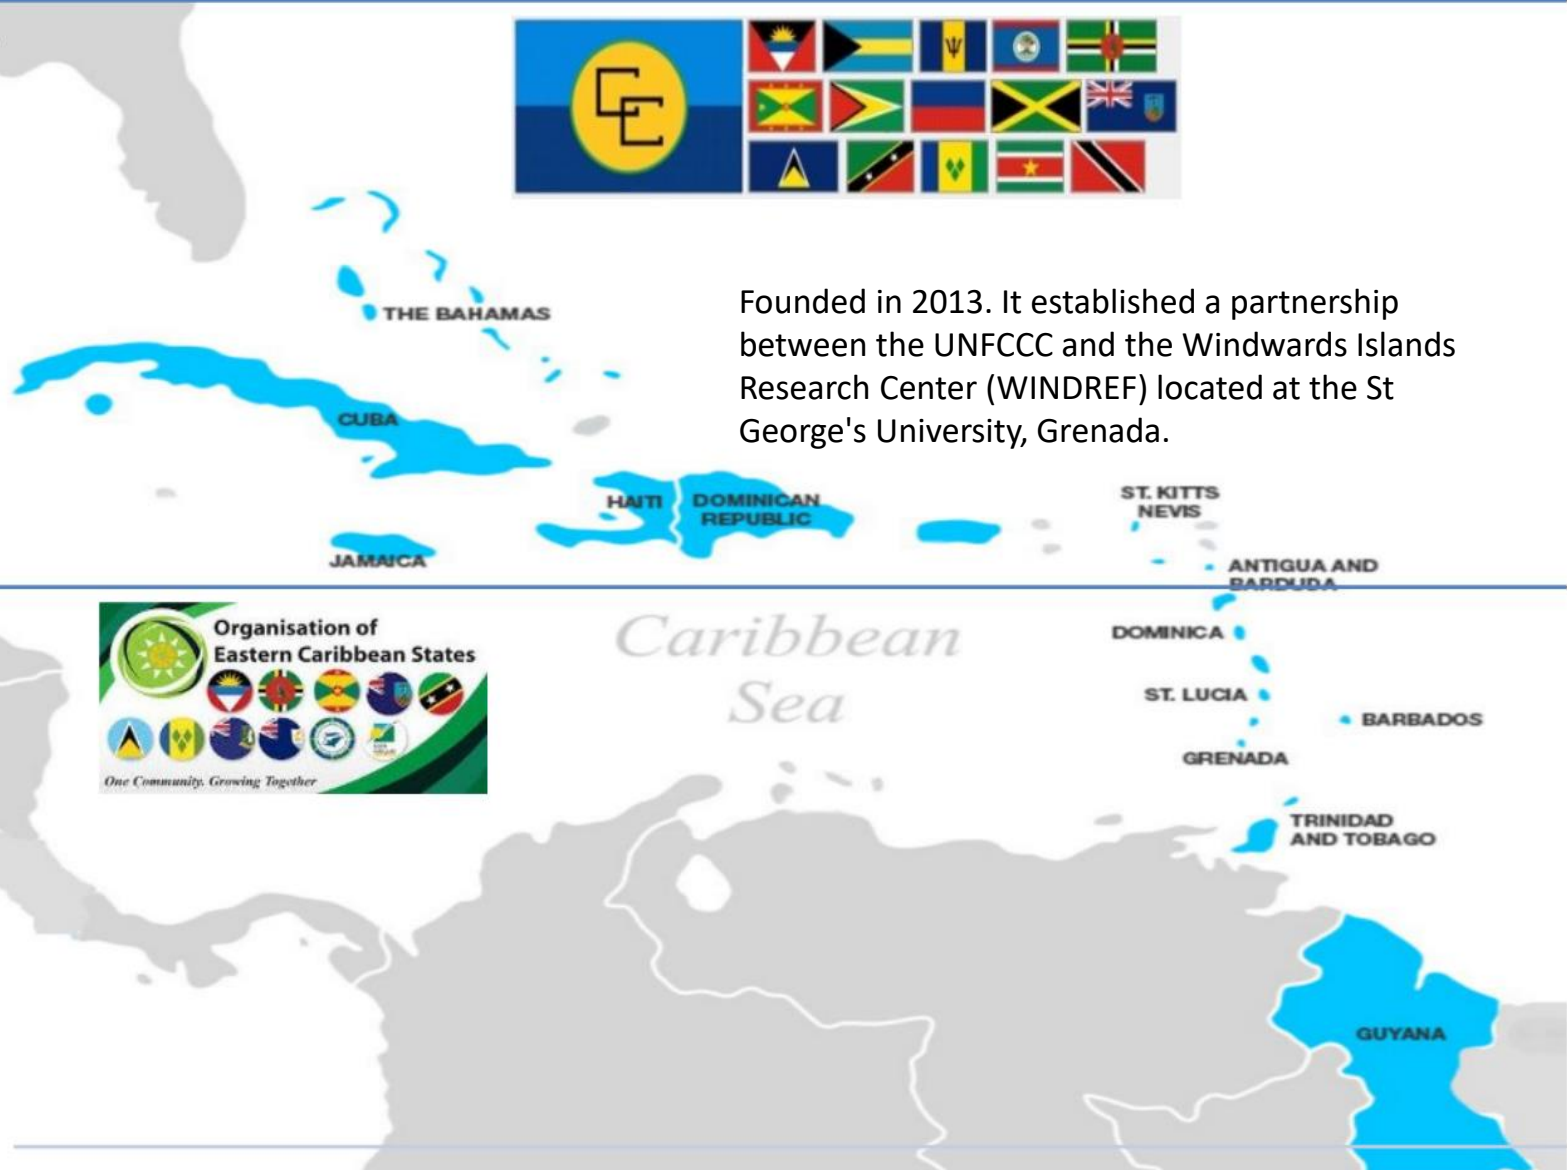 THE BAHAMAS
Founded in 2013. It established a partnership
between the UNFCCC and the Windwards Islands
Research Center (WINDREF) located at the St
George's University, Grenada.
CUBA
HAITI
DOMINICAN
REPUBLIC
ST. KITTS
NEVIS
JAMAICA
ANTIGUA AND
BARDUDA
Organisation of
Eastern Caribbean States
One Community. Growing Together
Caribbean
Sea
DOMINICA
ST. LUCIA
BARBADOS
GRENADA
TRINIDAD
AND TOBAGO
GUYANA